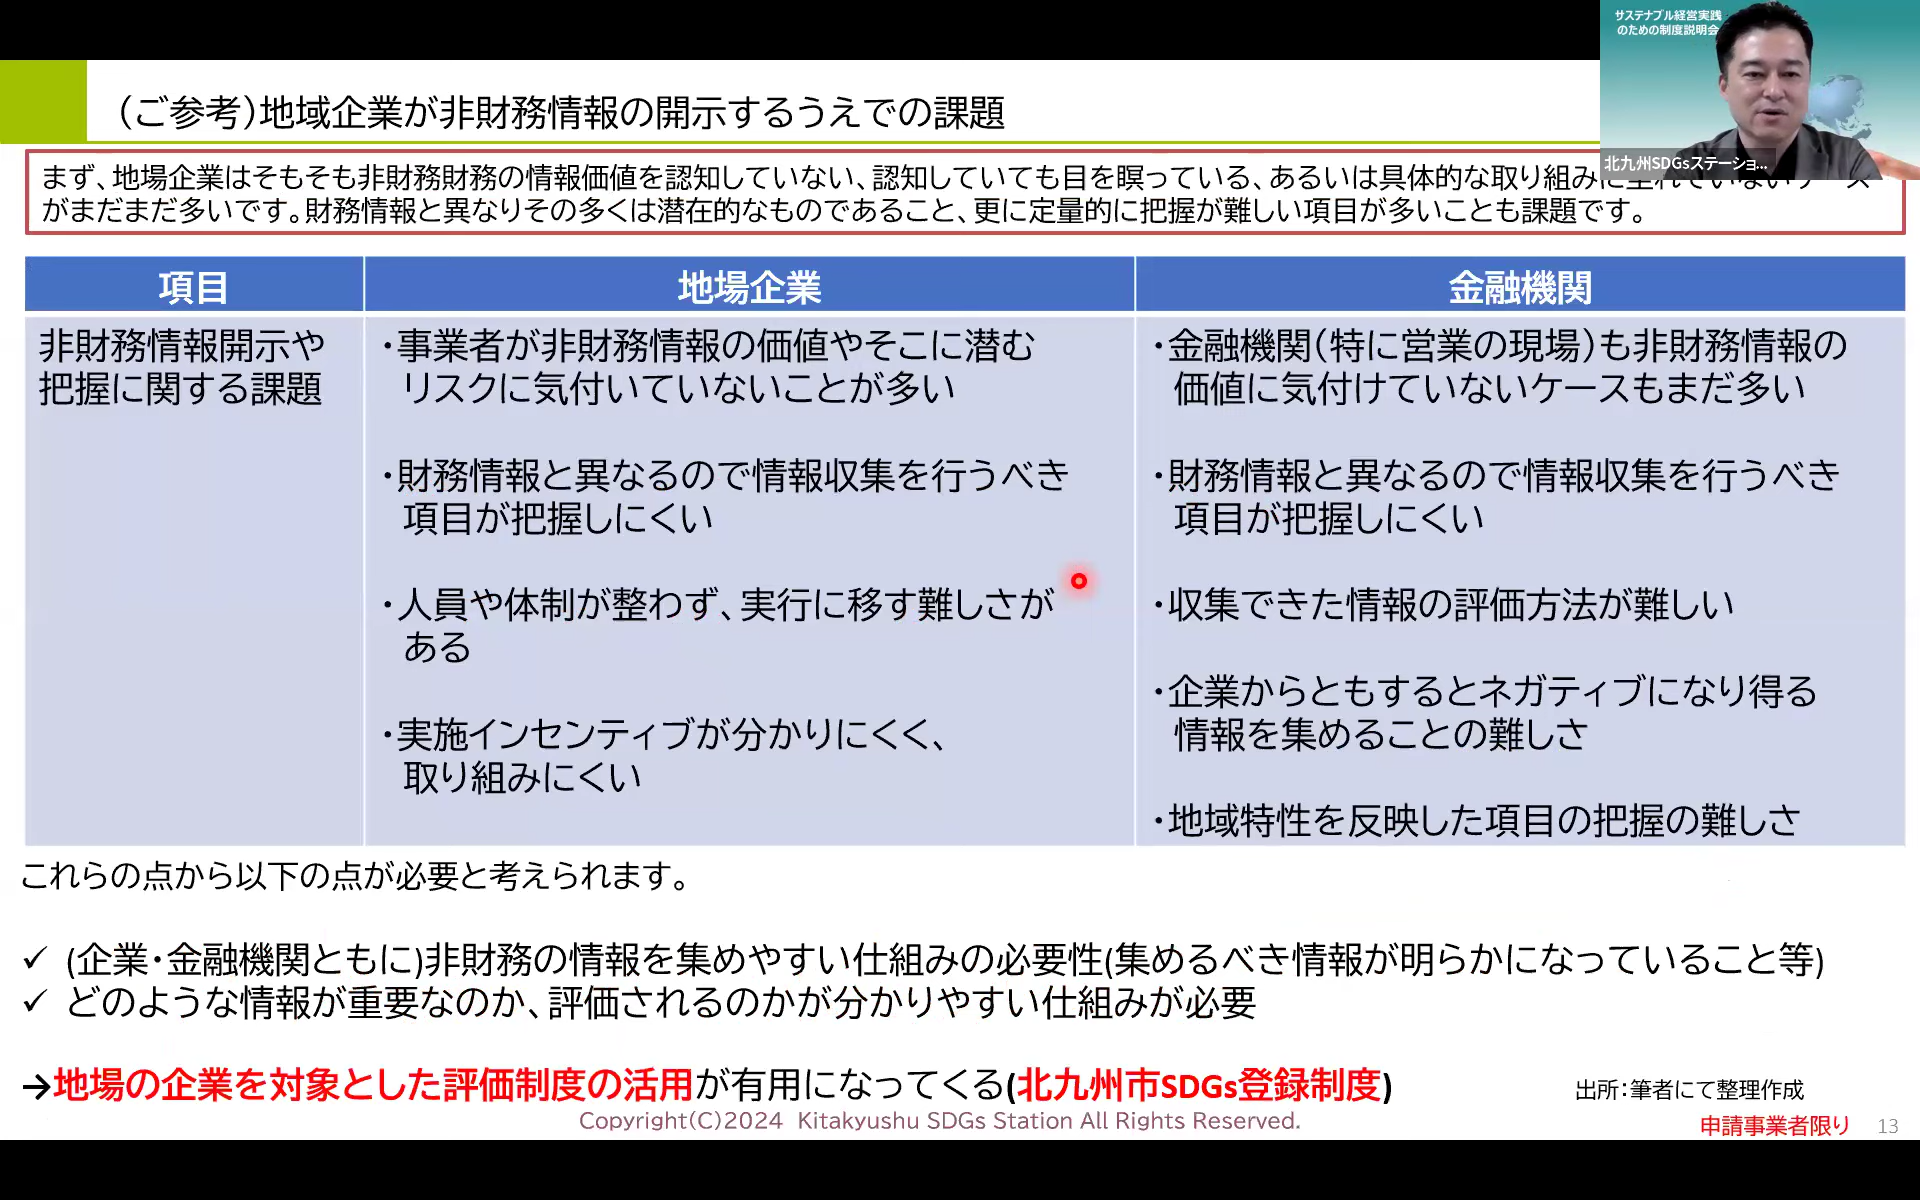 サステナブル経営実践
のための制度説明会
北九州SDGsステーショ...
（ご参考）地域企業が非財務情報の開示するうえでの課題
まず、地場企業はそもそも非財務財務の情報価値を認知していない、認知していても目を瞑っている、あるいは具体的な取り組み
がまだまだ多いです。財務情報と異なりその多くは潜在的なものであること、更に定量的に把握が難しい項目が多いことも課題です。
項目 地場企業 金融機関
非財務情報開示や
把握に関する課題
・事業者が非財務情報の価値やそこに潜む
リスクに気付いていないことが多い
・財務情報と異なるので情報収集を行うべき
項目が把握しにくい
・人員や体制が整わず、実行に移す難しさが
ある
・実施インセンティブが分かりにくく、
取り組みにくい
・金融機関（特に営業の現場）も非財務情報の
価値に気付けていないケースもまだ多い
・財務情報と異なるので情報収集を行うべき
項目が把握しにくい
・収集できた情報の評価方法が難しい
・企業からともするとネガティブになり得る
情報を集めることの難しさ
・地域特性を反映した項目の把握の難しさ
これらの点から以下の点が必要と考えられます。
✓ (企業・金融機関ともに)非財務の情報を集めやすい仕組みの必要性(集めるべき情報が明らかになっていること等)
✓ どのような情報が重要なのか、評価されるのかが分かりやすい仕組みが必要
→地場の企業を対象とした評価制度の活用が有用になってくる(北九州市SDGs登録制度)
出所：筆者にて整理作成
Copyright(C)2024 Kitakyushu SDGs Station All Rights Reserved.
申請事業者限り 13